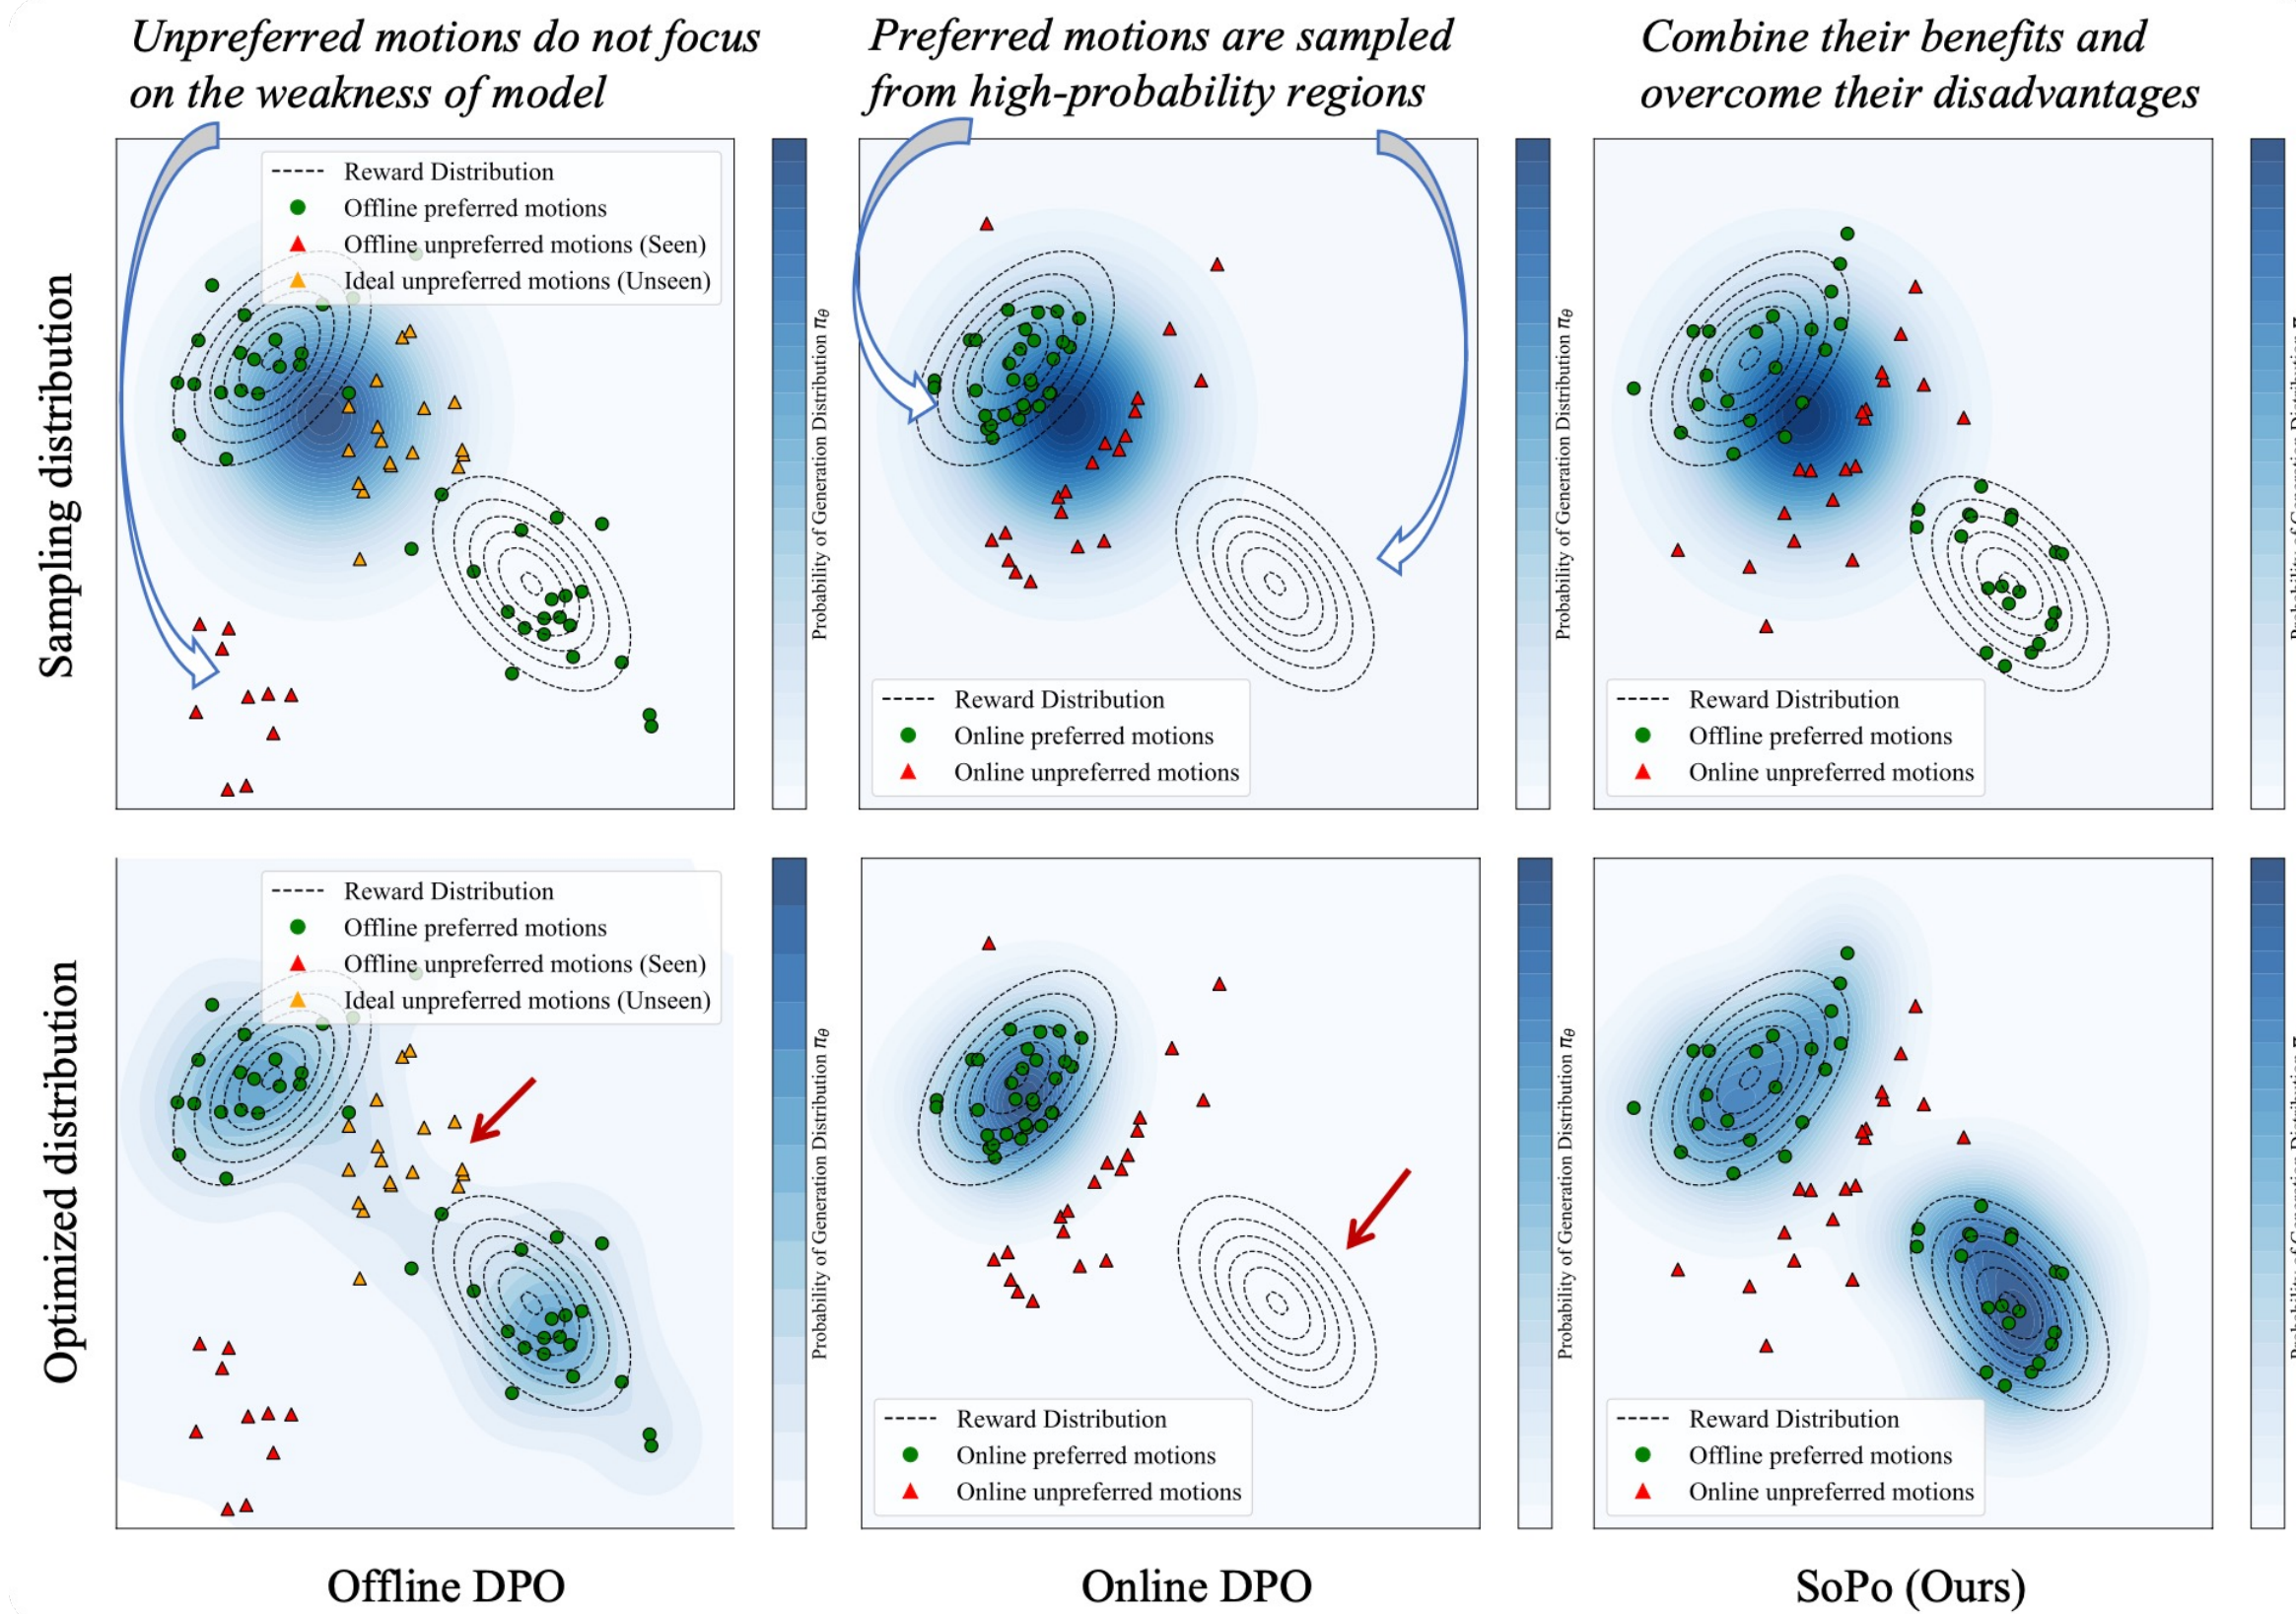 Unpreferred motions do not focus
on the weakness of model
Preferred motions are sampled
from high-probability regions
Combine their benefits and
overcome their disadvantages
Sampling distribution
Reward Distribution
Offline preferred motions
Offline unpreferred motions (Seen)
Ideal unpreferred motions (Unseen)
Probability of Generation Distribution πθ
Reward Distribution
Online preferred motions
Online unpreferred motions
Probability of Generation Distribution πθ
Reward Distribution
Offline preferred motions
Online unpreferred motions
Optimized distribution
Reward Distribution
Offline preferred motions
Offline unpreferred motions (Seen)
Ideal unpreferred motions (Unseen)
Probability of Generation Distribution πθ
Reward Distribution
Online preferred motions
Online unpreferred motions
Probability of Generation Distribution πθ
Reward Distribution
Offline preferred motions
Online unpreferred motions
Offline DPO
Online DPO
SoPo (Ours)